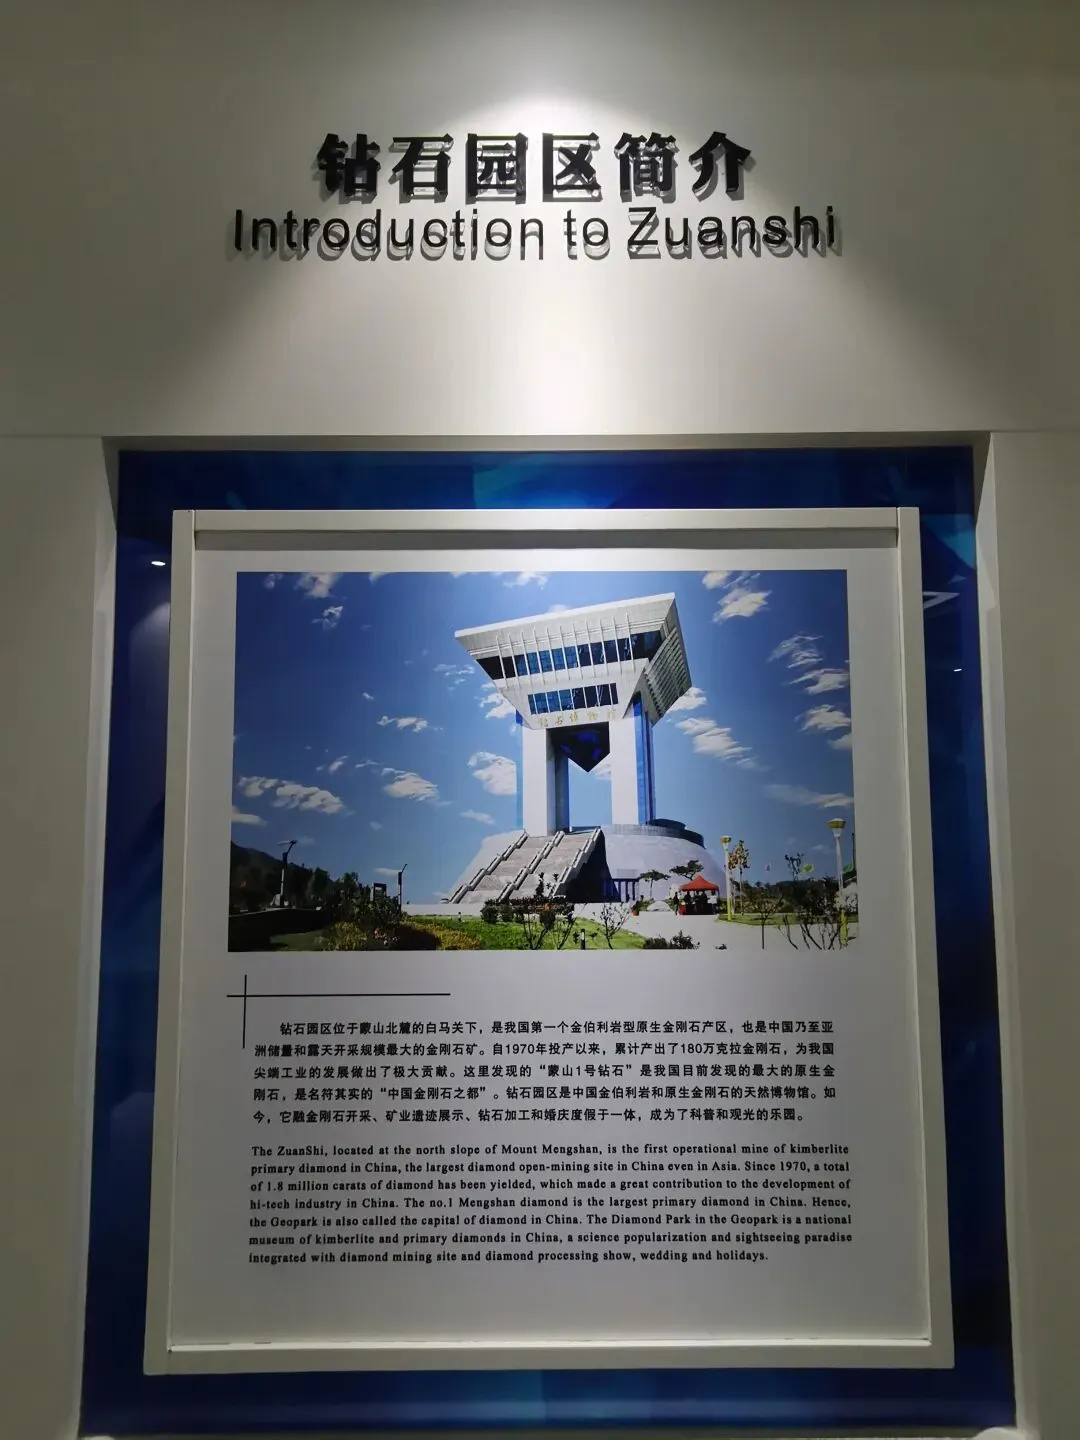 钻石园区简介
Introduction to Zuanshi
钻石博物馆
钻石园区位于蒙山北麓的白马关下，是我国第一个金伯利岩型原生金刚石产区，也是中国乃至亚
洲储量和露天开采规模最大的金刚石矿。自1970年投产以来，累计产出了180万克拉金刚石，为我国
尖端工业的发展做出了极大贡献。这里发现的“蒙山1号钻石”是我国目前发现的最大的原生金
刚石，是名符其实的“中国金刚石之都”。钻石园区是中国金伯利岩和原生金刚石的天然博物馆。如
今，它融金刚石开采、矿业遗迹展示、钻石加工和婚庆度假于一体，成为了科普和观光的乐园。
The ZuanShi, located at the north slope of Mount Mengshan, is the first operational mine of kimberlite
primary diamond in China, the largest diamond open-mining site in China even in Asia. Since 1970, a total
of 1.8 million carats of diamond has been yielded, which made a great contribution to the development of
hi-tech industry in China. The no.1 Mengshan diamond is the largest primary diamond in China. Hence,
the Geopark is also called the capital of diamond in China. The Diamond Park in the Geopark is a national
museum of kimberlite and primary diamonds in China, a science popularization and sightseeing paradise
integrated with diamond mining site and diamond processing show, wedding and holidays.